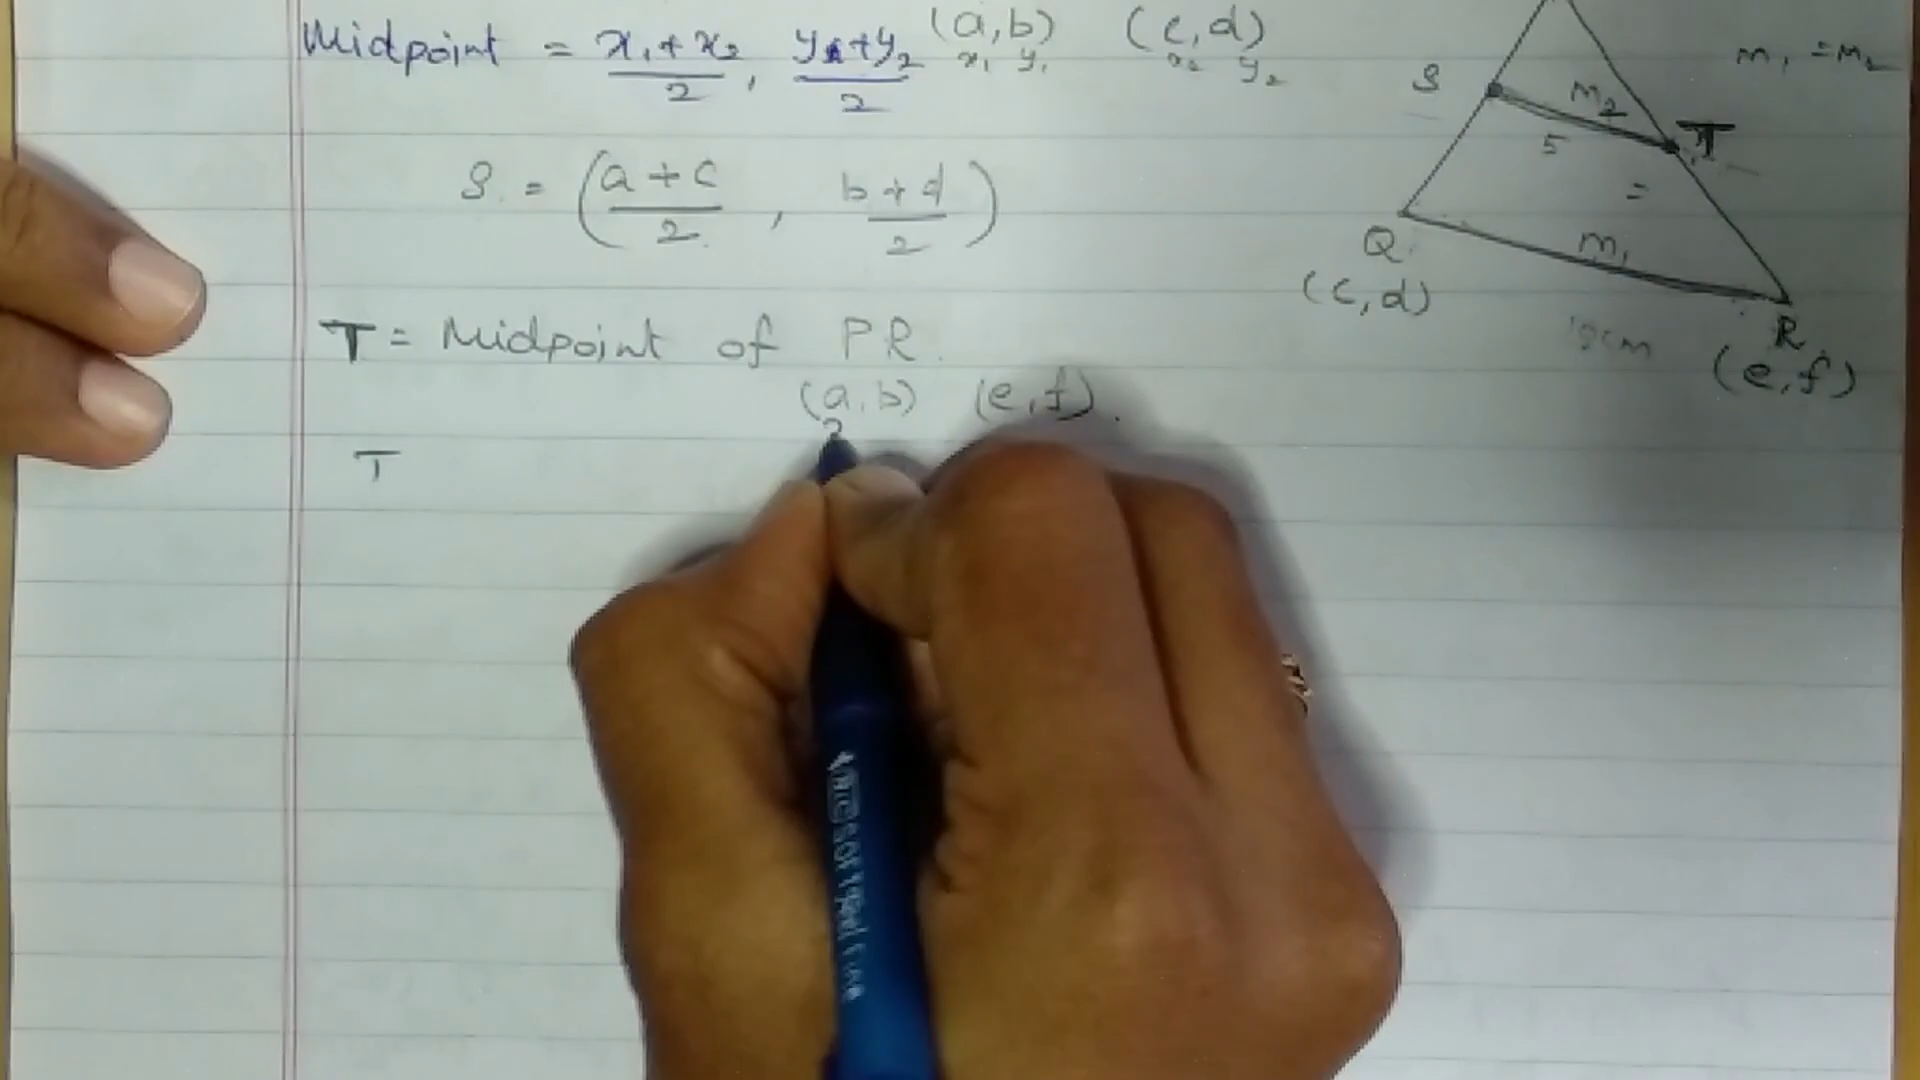 Midpoint = x₁+x₂/2, y₁+y₂/2 (a,b) (c,d)
x₁ y₁ x₂ y₂
m₁ = m₂
S
m₂
T
5
S = (a+c/2, b+d/2)
=
Q
m₁
(c,d)
R
T = Midpoint of PR.
cm
(e,f)
(a,b) (e,f).
T